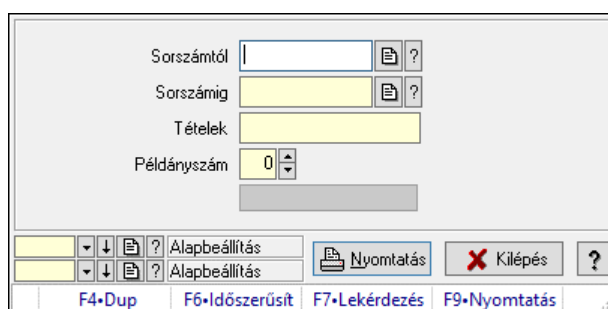 Sorszámtól ?
Sorszámig ?
Tételek
Példányszám 0
? Alapbeállítás
? Alapbeállítás
Nyomtatás Kilépés ?
F4•Dup F6•Időszerűsít F7•Lekérdezés F9•Nyomtatás